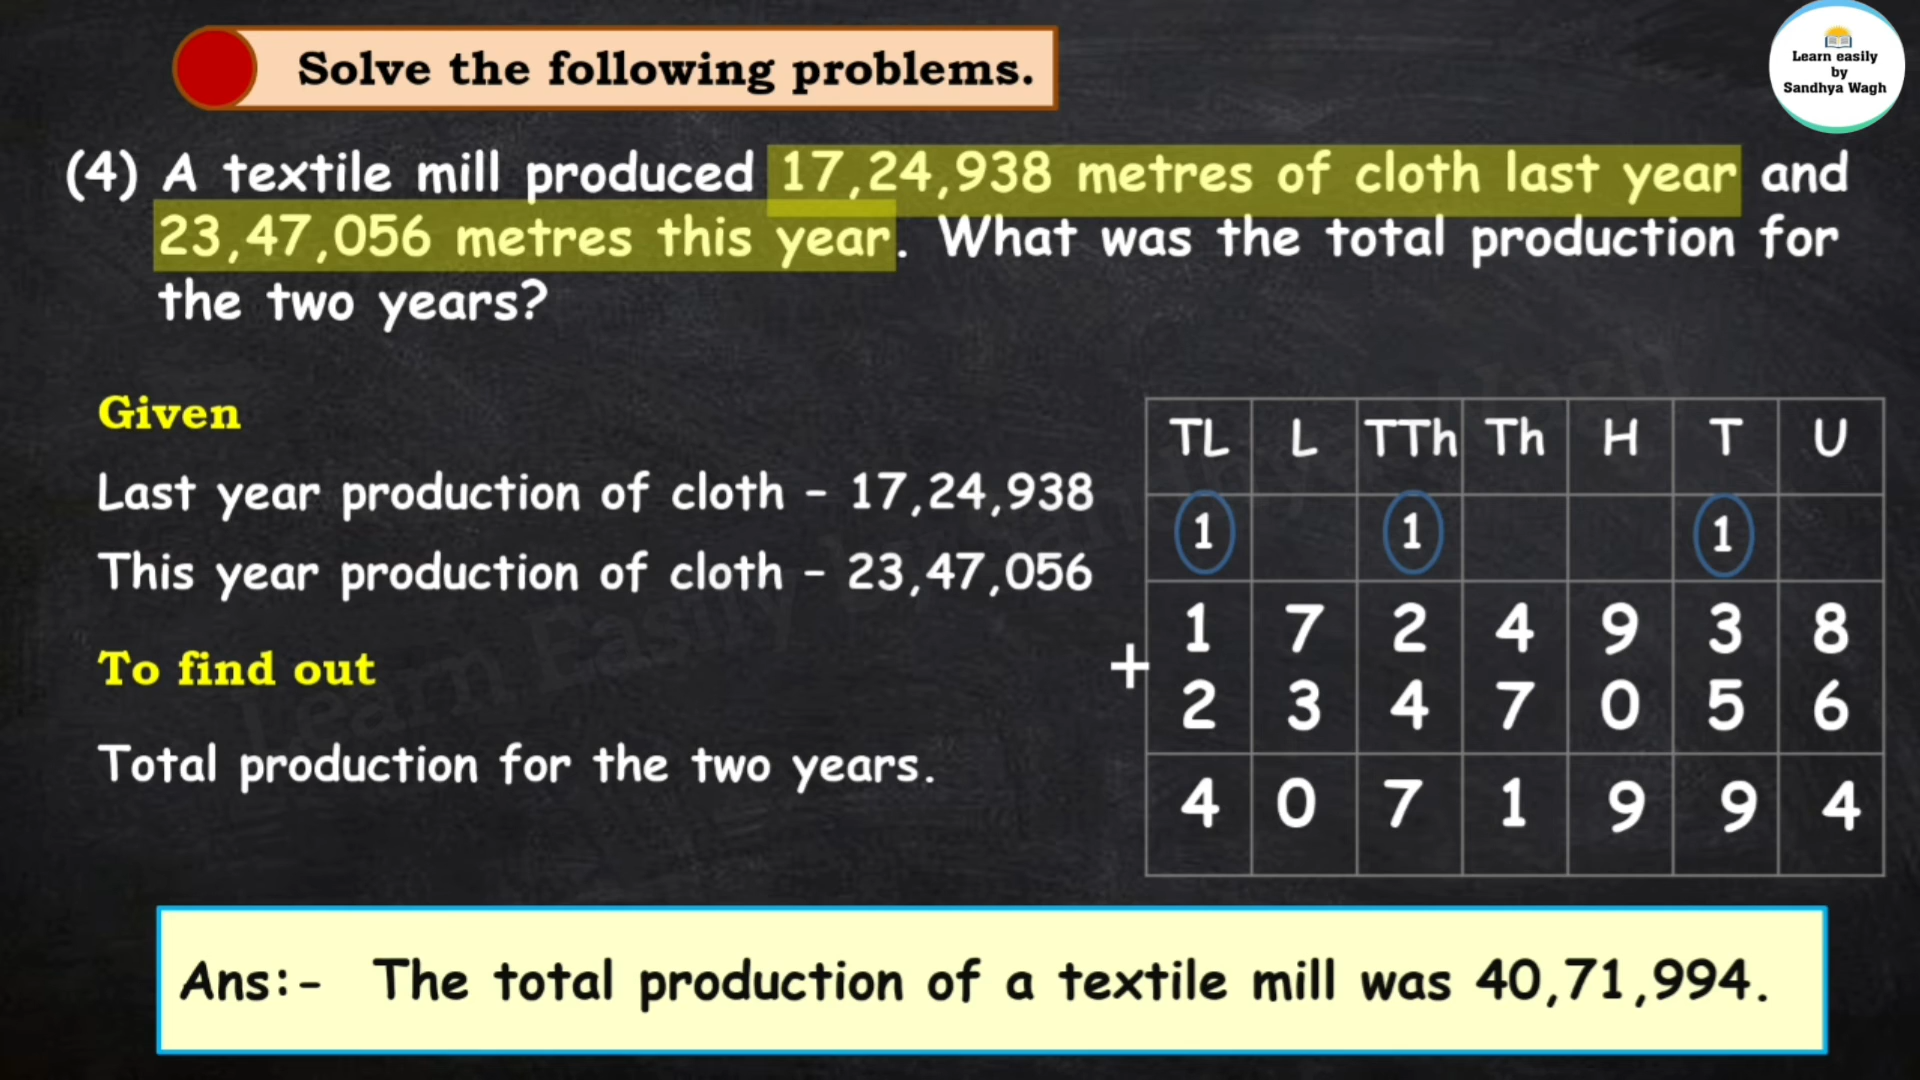 Solve the following problems.
Learn easily
by
Sandhya Wagh
(4) A textile mill produced 17,24,938 metres of cloth last year and
23,47,056 metres this year. What was the total production for
the two years?
Given
Last year production of cloth - 17,24,938
This year production of cloth - 23,47,056
To find out
Total production for the two years.
TL L TTh Th H T U
1 1 1
1 7 2 4 9 3 8
+ 2 3 4 7 0 5 6
4 0 7 1 9 9 4
Ans:- The total production of a textile mill was 40,71,994.
Learn Easily by Sandhya Wagh